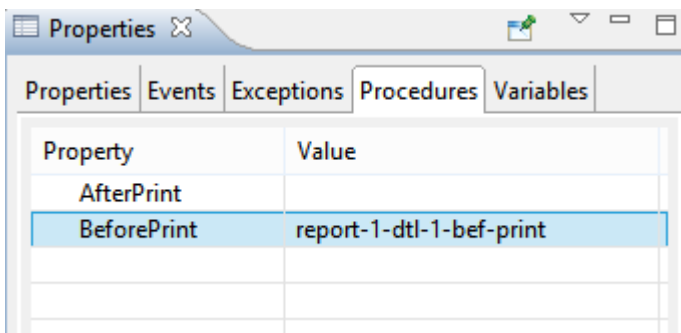 Properties
Properties Events Exceptions Procedures Variables
Property Value
AfterPrint
BeforePrint report-1-dtl-1-bef-print